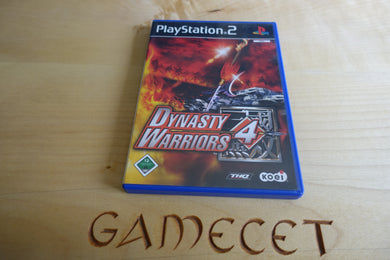 PlayStation 2
DYNASTY
WARRIORS 4
THQ
KOEI
GAMECET